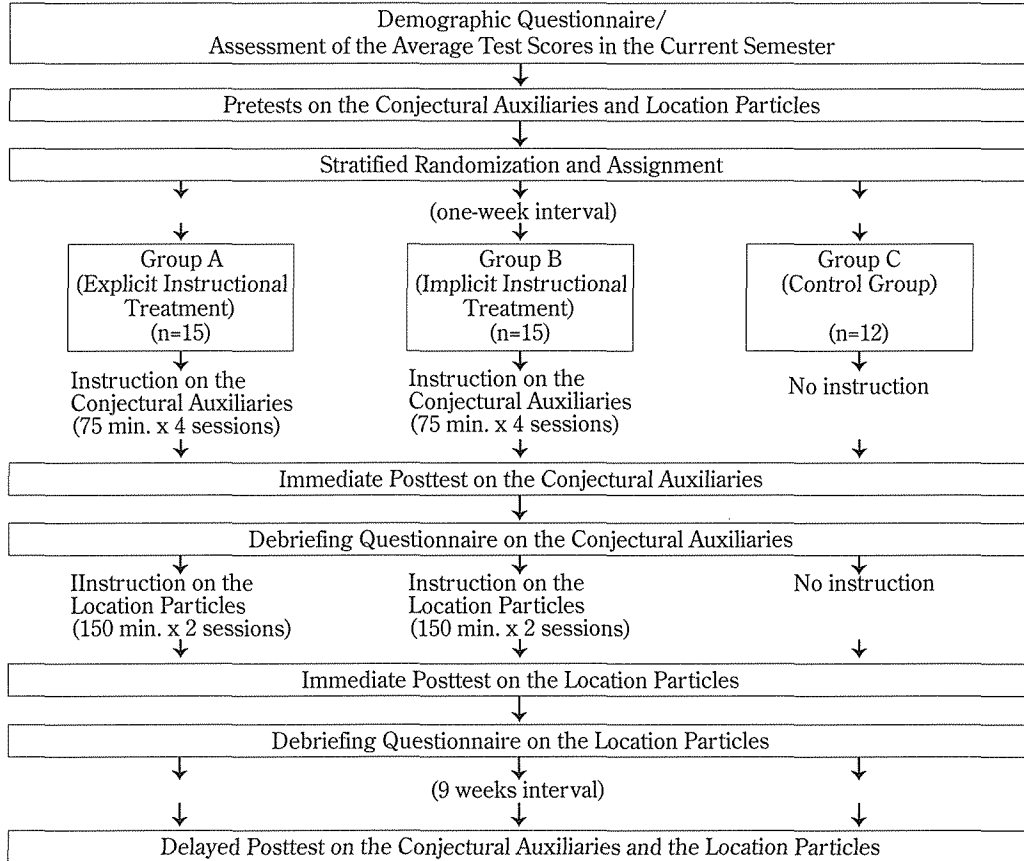 Demographic Questionnaire/
Assessment of the Average Test Scores in the Current Semester
Pretests on the Conjectural Auxiliaries and Location Particles
Stratified Randomization and Assignment
(one-week interval)
Group A
(Explicit Instructional
Treatment)
(n=15)
Group B
(Implicit Instructional
Treatment)
(n=15)
Group C
(Control Group)
(n=12)
Instruction on the
Conjectural Auxiliaries
(75 min. x 4 sessions)
Instruction on the
Conjectural Auxiliaries
(75 min. x 4 sessions)
No instruction
Immediate Posttest on the Conjectural Auxiliaries
Debriefing Questionnaire on the Conjectural Auxiliaries
IInstruction on the
Location Particles
(150 min. x 2 sessions)
Instruction on the
Location Particles
(150 min. x 2 sessions)
No instruction
Immediate Posttest on the Location Particles
Debriefing Questionnaire on the Location Particles
(9 weeks interval)
Delayed Posttest on the Conjectural Auxiliaries and the Location Particles